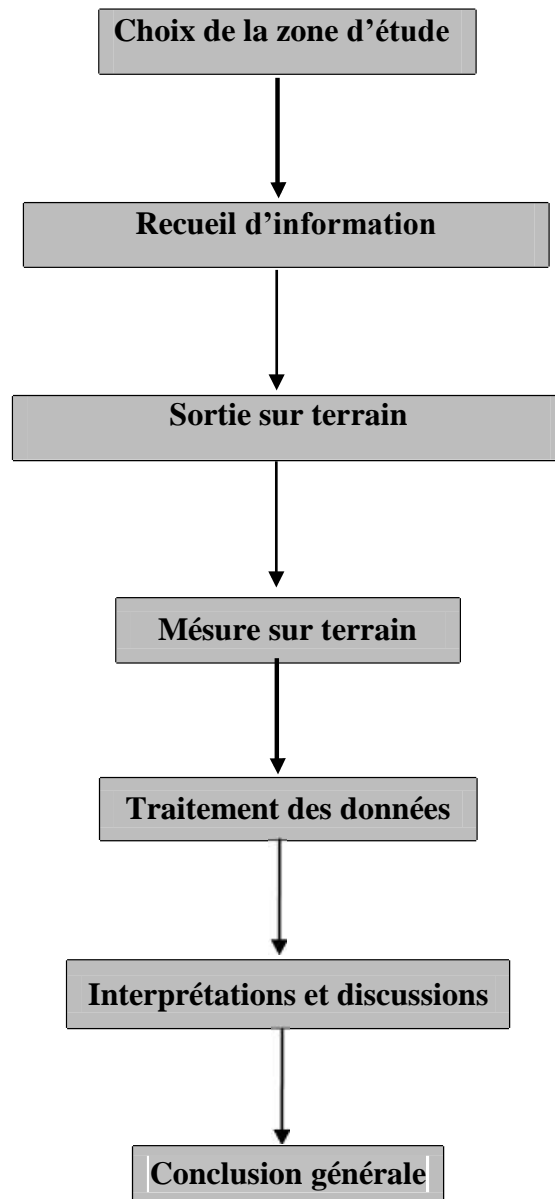 Choix de la zone d’étude
Recueil d’information
Sortie sur terrain
Mésure sur terrain
Traitement des données
Interprétations et discussions
Conclusion générale